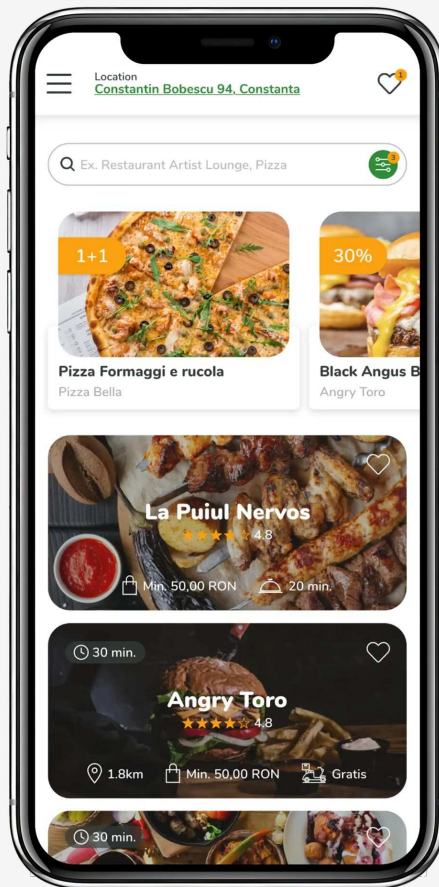 Location
Constantin Bobescu 94, Constanta
1
Ex. Restaurant Artist Lounge, Pizza
3
1+1
30%
Pizza Formaggi e rucola
Pizza Bella
Black Angus B
Angry Toro
La Puiul Nervos
4.8
Min. 50,00 RON
20 min.
30 min.
Angry Toro
4.8
1.8km
Min. 50,00 RON
Gratis
30 min.